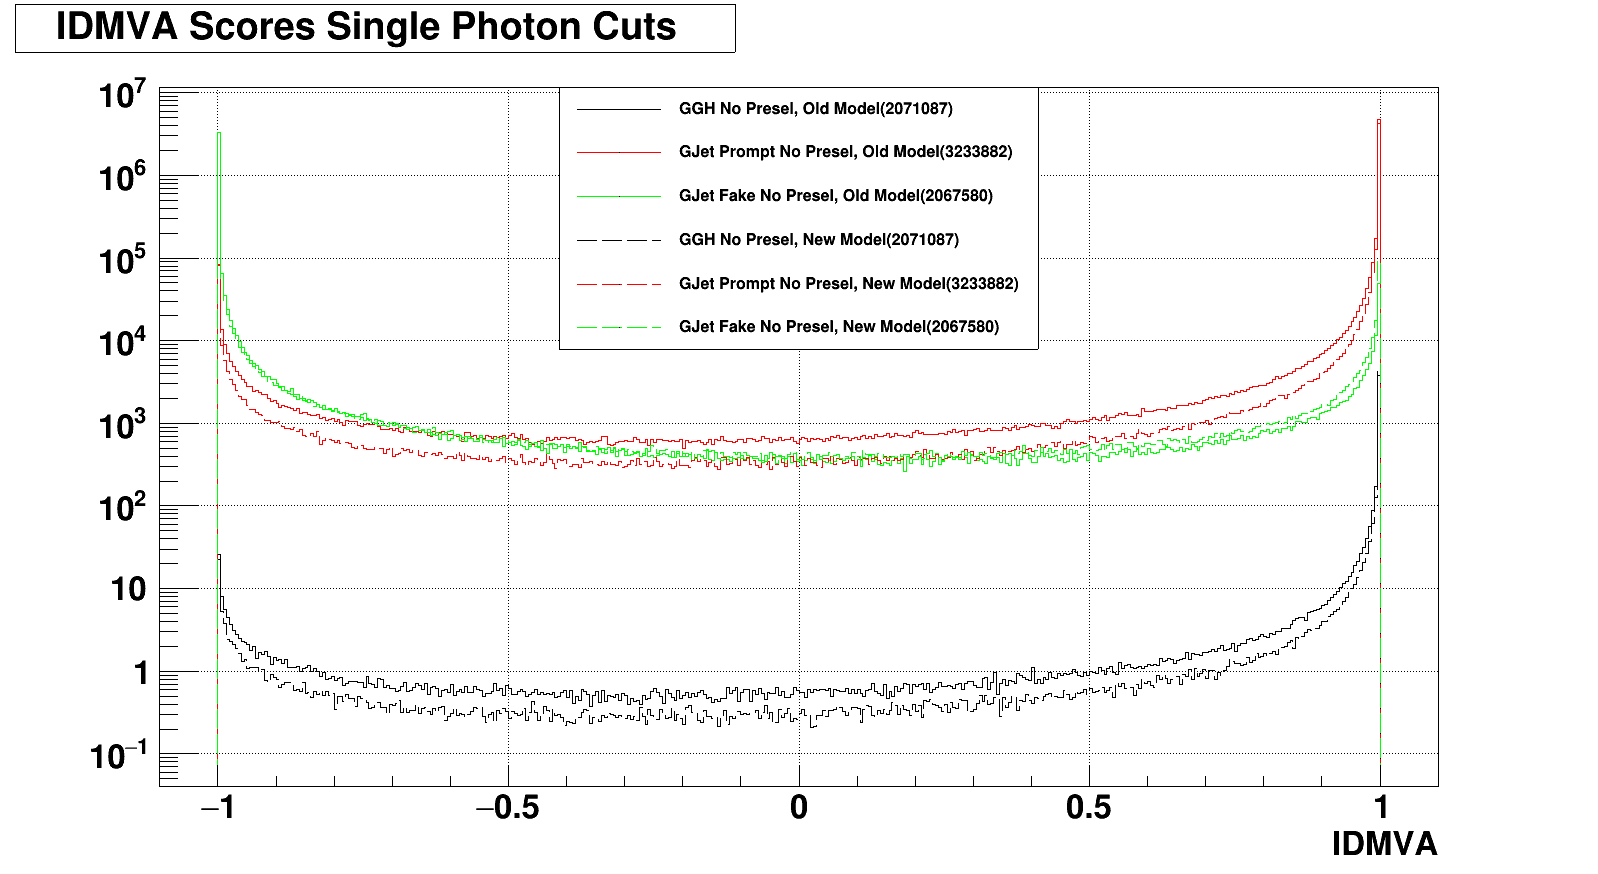 IDMVA Scores Single Photon Cuts
10^7
10^6
10^5
10^4
10^3
10^2
10
1
10^−1
GGH No Presel, Old Model(2071087)
GJet Prompt No Presel, Old Model(3233882)
GJet Fake No Presel, Old Model(2067580)
GGH No Presel, New Model(2071087)
GJet Prompt No Presel, New Model(3233882)
GJet Fake No Presel, New Model(2067580)
−1 −0.5 0 0.5 1
IDMVA